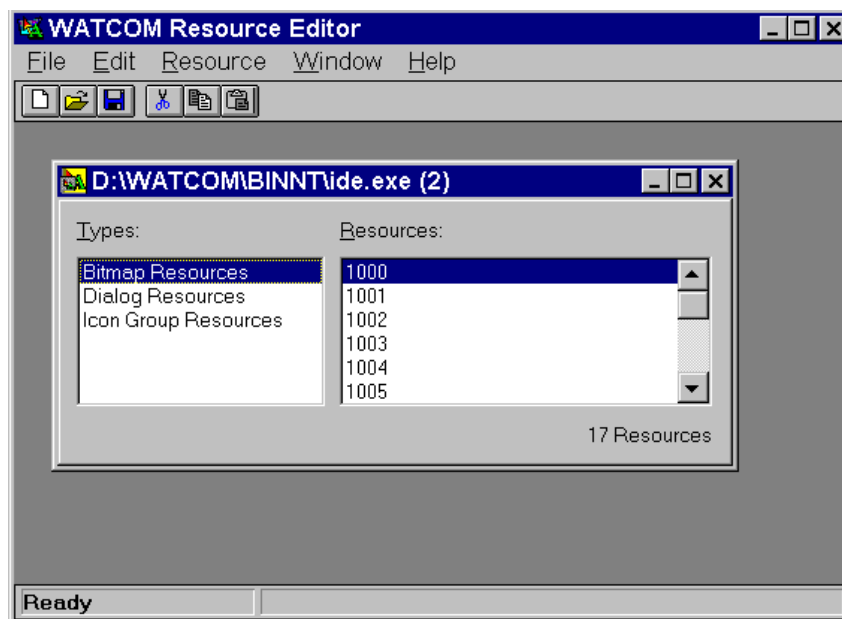 WATCOM Resource Editor
File Edit Resource Window Help
D:\WATCOM\BINNT\ide.exe (2)
Types: Resources:
Bitmap Resources 1000
Dialog Resources 1001
Icon Group Resources 1002
1003
1004
1005
17 Resources
Ready